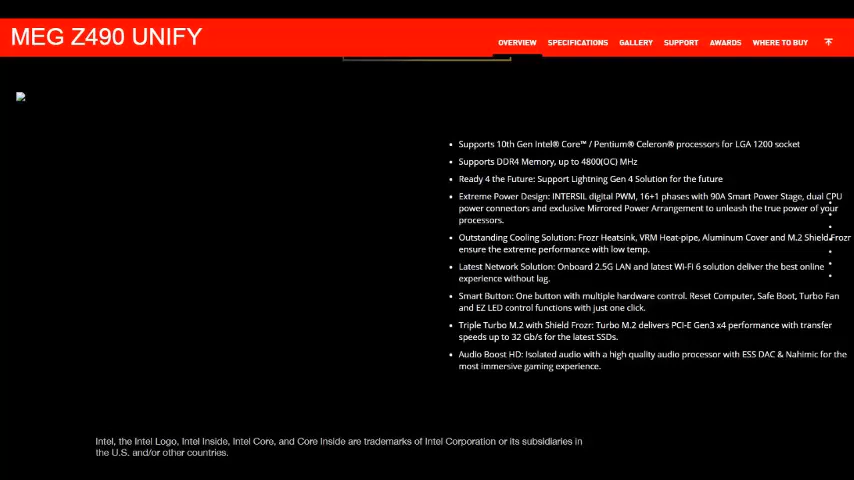 MEG Z490 UNIFY
OVERVIEW SPECIFICATIONS GALLERY SUPPORT AWARDS WHERE TO BUY
• Supports 10th Gen Intel® Core™ / Pentium® Celeron® processors for LGA 1200 socket
• Supports DDR4 Memory, up to 4800(OC) MHz
• Ready 4 the Future: Support Lightning Gen 4 Solution for the future
• Extreme Power Design: INTERSIL digital PWM, 16+1 phases with 90A Smart Power Stage, dual CPU
power connectors and exclusive Mirrored Power Arrangement to unleash the true power of your
processors.
• Outstanding Cooling Solution: Frozr Heatsink, VRM Heat-pipe, Aluminum Cover and M.2 Shield Frozr
ensure the extreme performance with low temp.
• Latest Network Solution: Onboard 2.5G LAN and latest WI-FI 6 solution deliver the best online
experience without lag.
• Smart Button: One button with multiple hardware control. Reset Computer, Safe Boot, Turbo Fan
and EZ LED control functions with just one click.
• Triple Turbo M.2 with Shield Frozr: Turbo M.2 delivers PCI-E Gen3 x4 performance with transfer
speeds up to 32 Gb/s for the latest SSDs.
• Audio Boost HD: Isolated audio with a high quality audio processor with ESS DAC & Nahimic for the
most immersive gaming experience.
Intel, the Intel Logo, Intel Inside, Intel Core, and Core Inside are trademarks of Intel Corporation or its subsidiaries in
the U.S. and/or other countries.